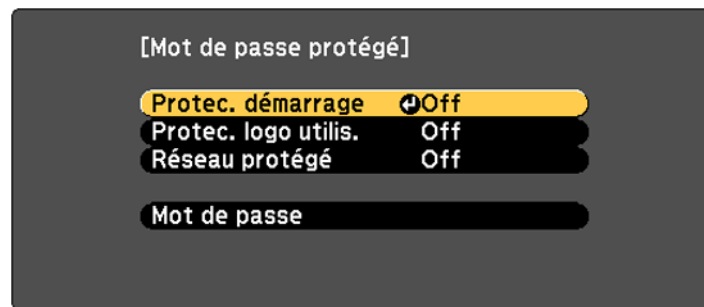 [Mot de passe protégé]
Protec. démarrage Off
Protec. logo utilis. Off
Réseau protégé Off
Mot de passe